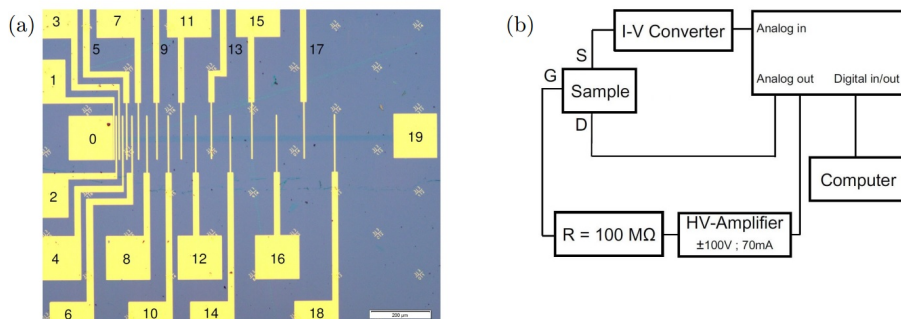 (a)
3
7
11
15
5
9
13
17
1
0
19
2
4
8
12
16
6
10
14
18
200 µm
(b)
I-V Converter
Analog in
S
G
Sample
D
Analog out
Digital in/out
Computer
R = 100 MΩ
HV-Amplifier
±100V ; 70mA